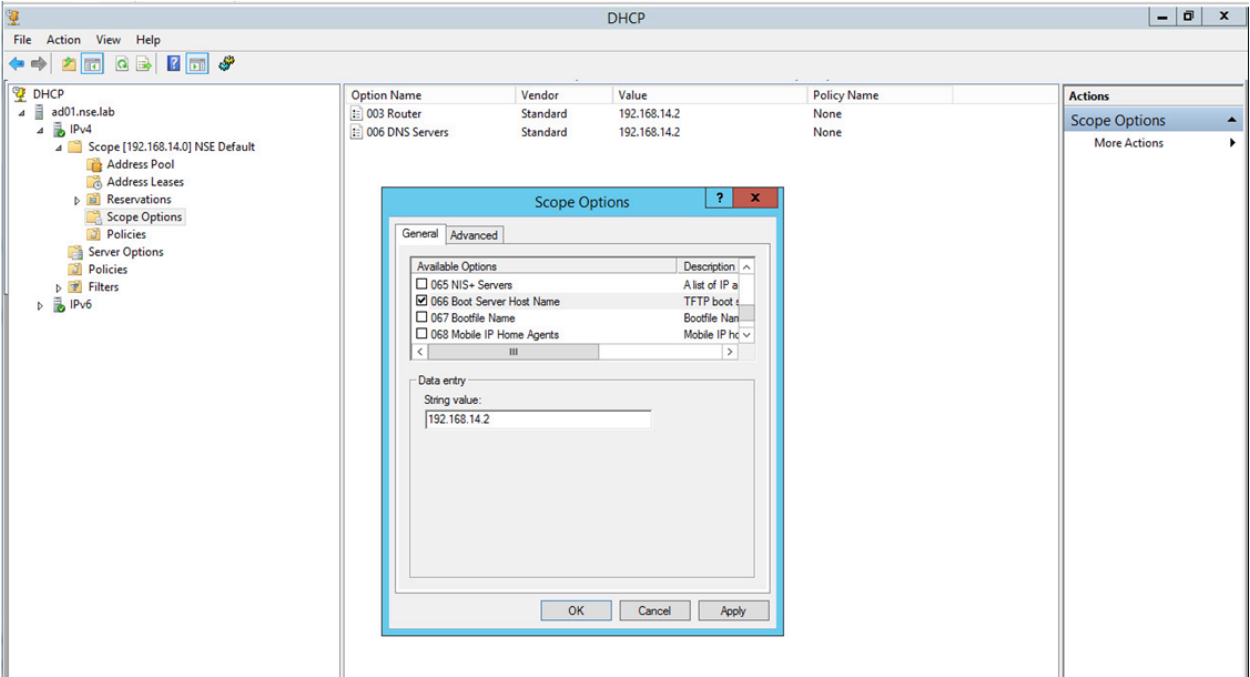 DHCP
File Action View Help
DHCP
ad01.nse.lab
IPv4
Scope [192.168.14.0] NSE Default
Address Pool
Address Leases
Reservations
Scope Options
Policies
Server Options
Policies
Filters
IPv6
Option Name Vendor Value Policy Name
003 Router Standard 192.168.14.2 None
006 DNS Servers Standard 192.168.14.2 None
Actions
Scope Options
More Actions
Scope Options ? x
General Advanced
Available Options Description
065 NIS+ Servers A list of IP a
066 Boot Server Host Name TFTP boot s
067 Bootfile Name Bootfile Nan
068 Mobile IP Home Agents Mobile IP ho
Data entry
String value:
192.168.14.2
OK Cancel Apply